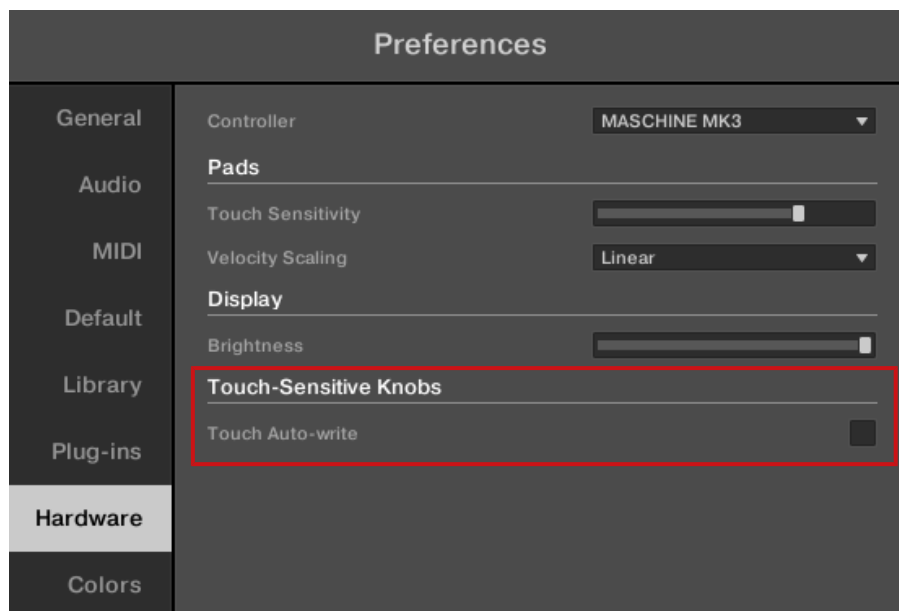 Preferences
General
Audio
MIDI
Default
Library
Plug-ins
Hardware
Colors
Controller MASCHINE MK3
Pads
Touch Sensitivity
Velocity Scaling Linear
Display
Brightness
Touch-Sensitive Knobs
Touch Auto-write